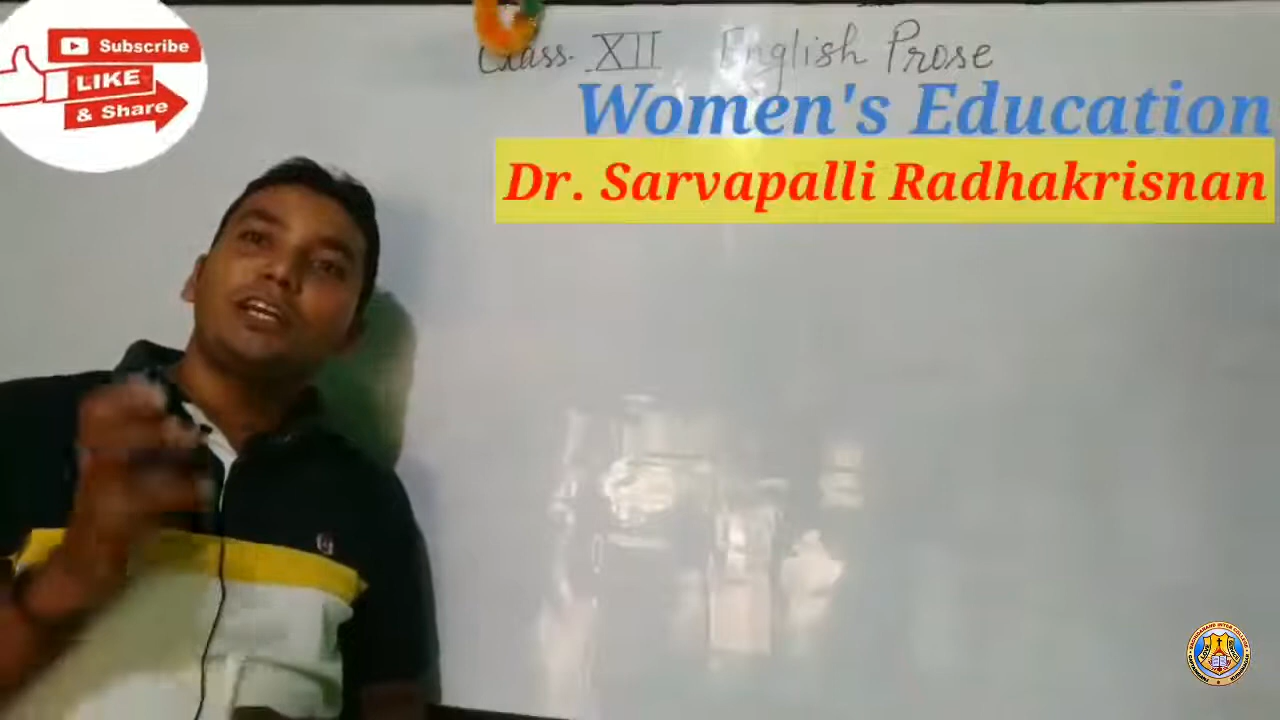 Subscribe
LIKE
& Share
Class. XII English Prose
Women's Education
Dr. Sarvapalli Radhakrisnan